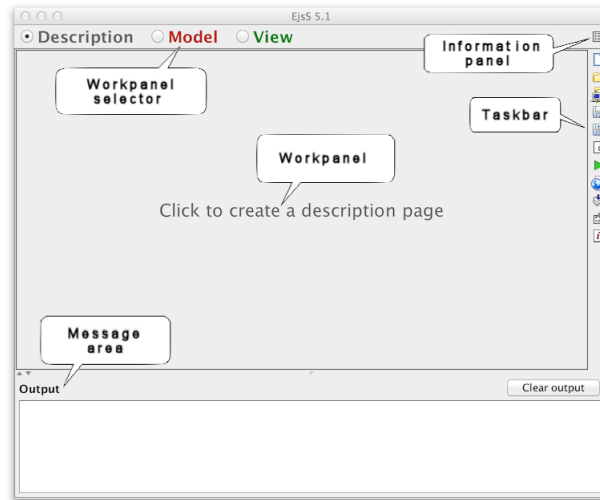 EjsS 5.1
Description Model View
Information
panel
Workpanel
selector
Taskbar
Workpanel
Click to create a description page
Message
area
Output
Clear output